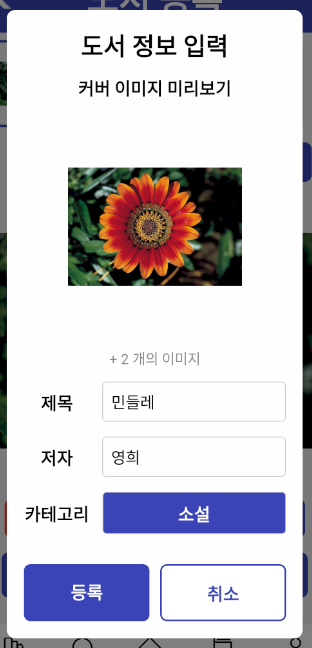 도서 정보 입력
커버 이미지 미리보기
+ 2 개의 이미지
제목 민들레
저자 영희
카테고리 소설
등록 취소